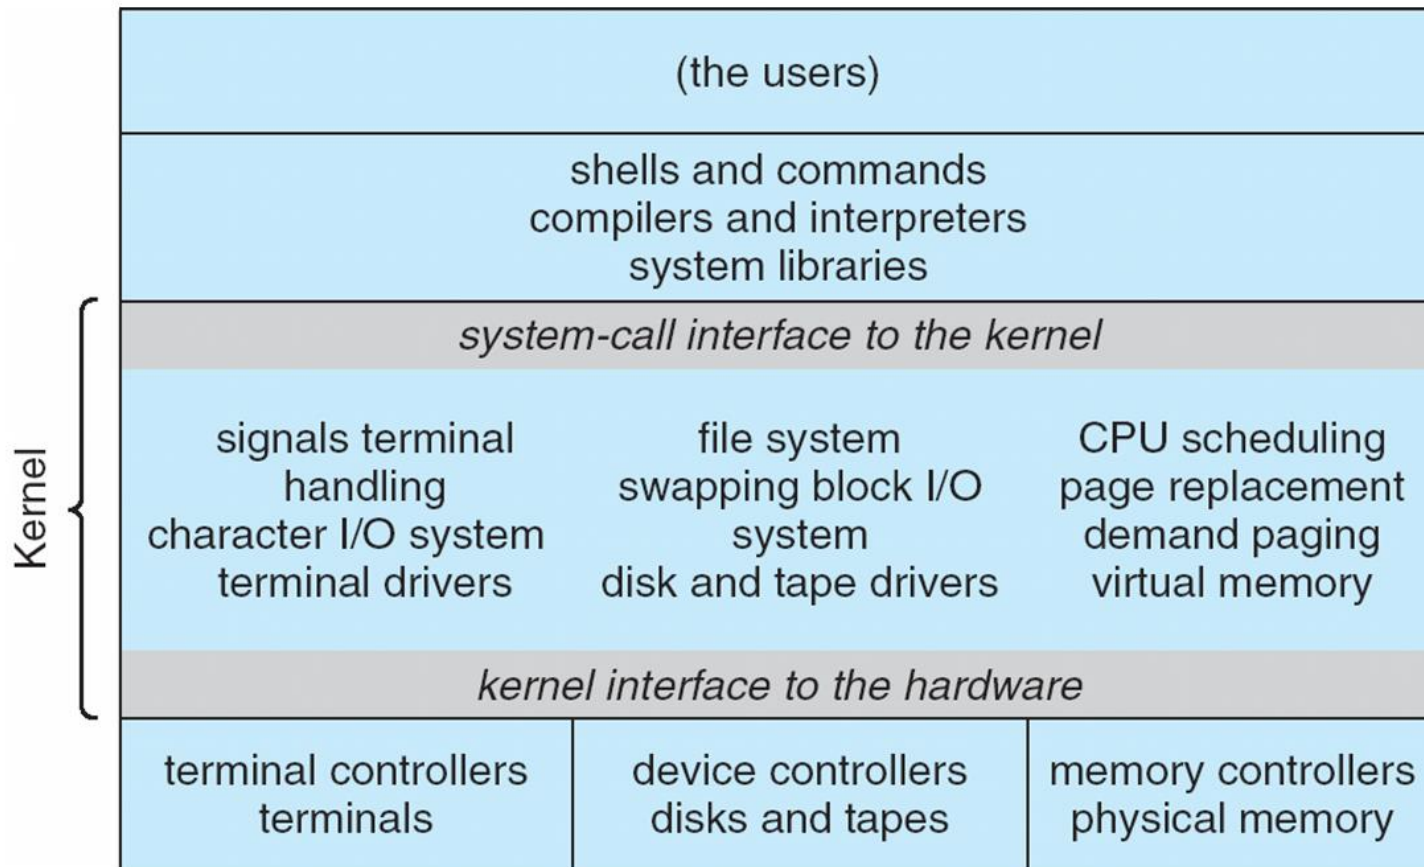 (the users)
shells and commands
compilers and interpreters
system libraries
system-call interface to the kernel
Kernel
signals terminal
handling
character I/O system
terminal drivers
file system
swapping block I/O
system
disk and tape drivers
CPU scheduling
page replacement
demand paging
virtual memory
kernel interface to the hardware
terminal controllers
terminals
device controllers
disks and tapes
memory controllers
physical memory